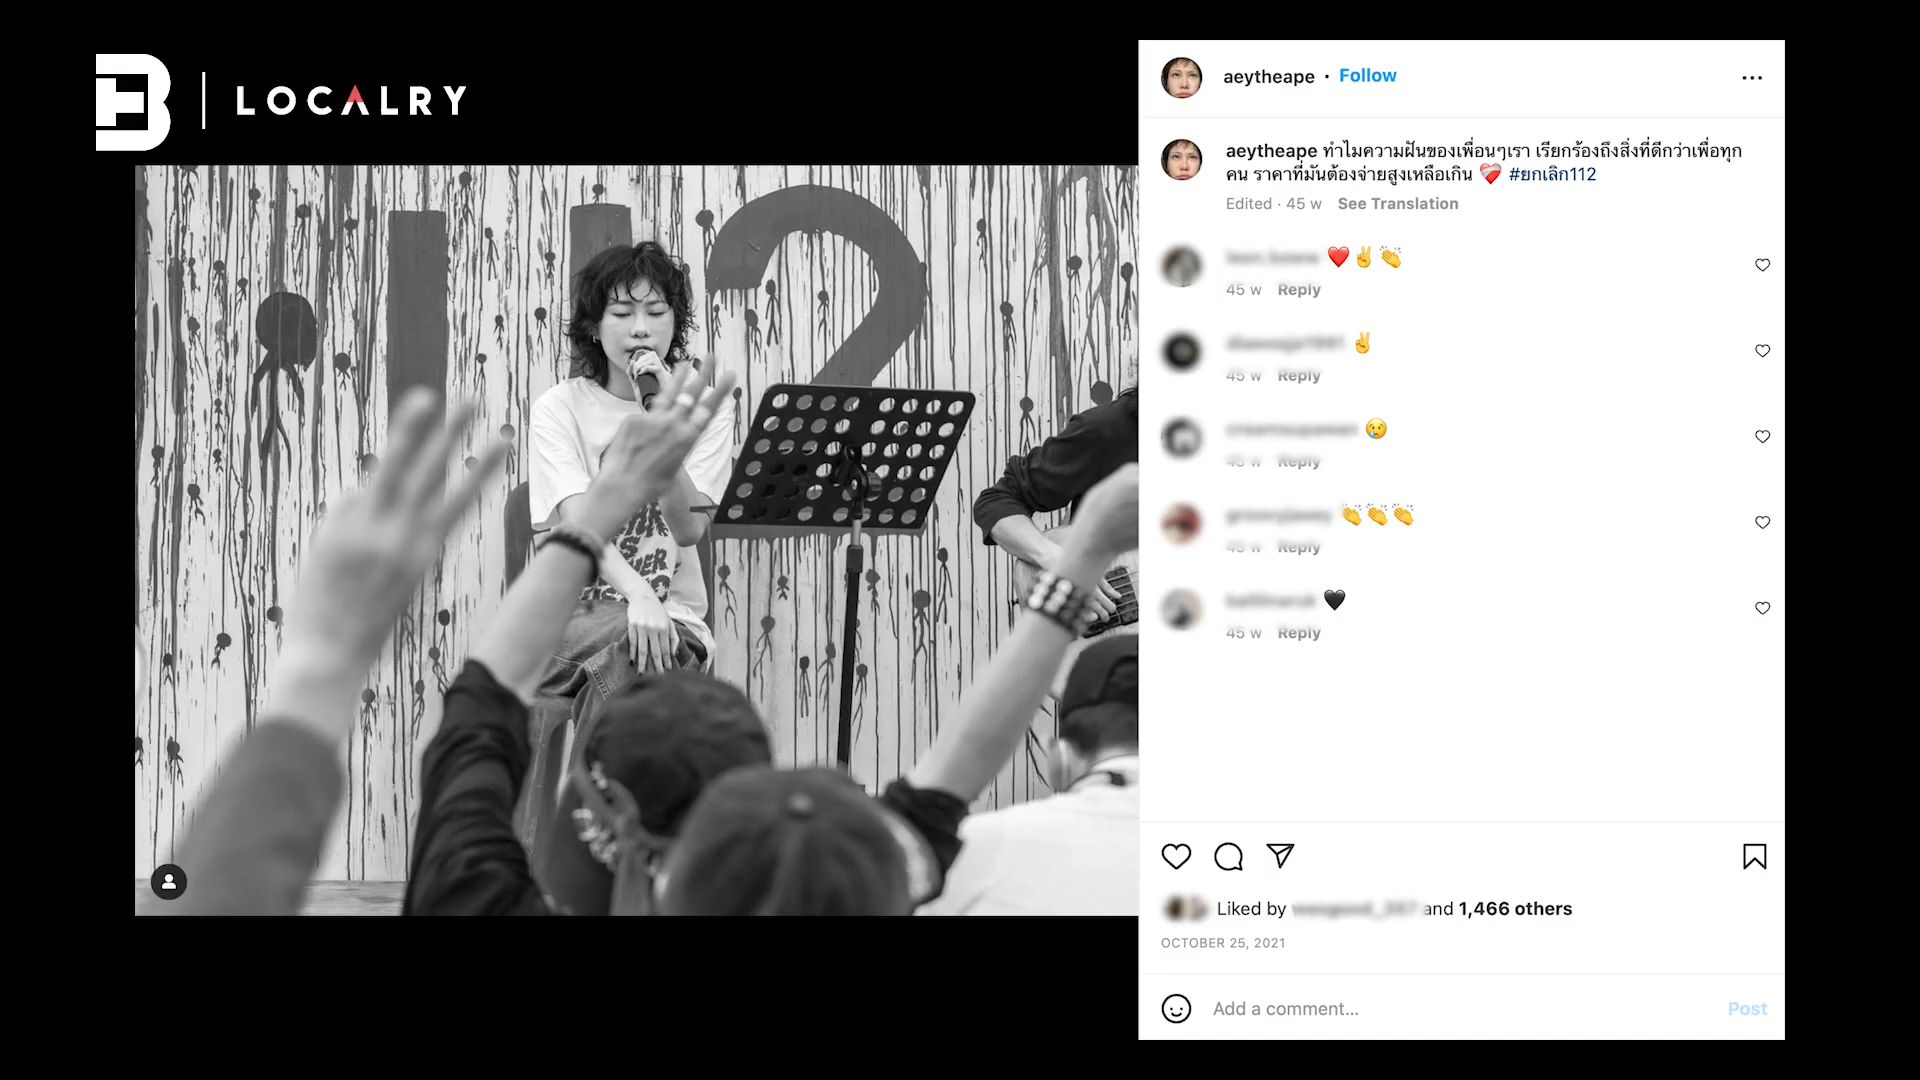 B | LOCALRY
112
aeytheape • Follow
aeytheape ทำไมความฝันของเพื่อนๆเรา เรียกร้องถึงสิ่งที่ดีกว่าเพื่อทุก
คน ราคาที่มันต้องจ่ายสูงเหลือเกิน ❤️‍🩹 #ยกเลิก112
Edited · 45 w See Translation
❤️✌️👏
45 w Reply
✌️
45 w Reply
😢
45 w Reply
👏👏👏
45 w Reply
🖤
45 w Reply
Liked by and 1,466 others
OCTOBER 25, 2021
Add a comment... Post